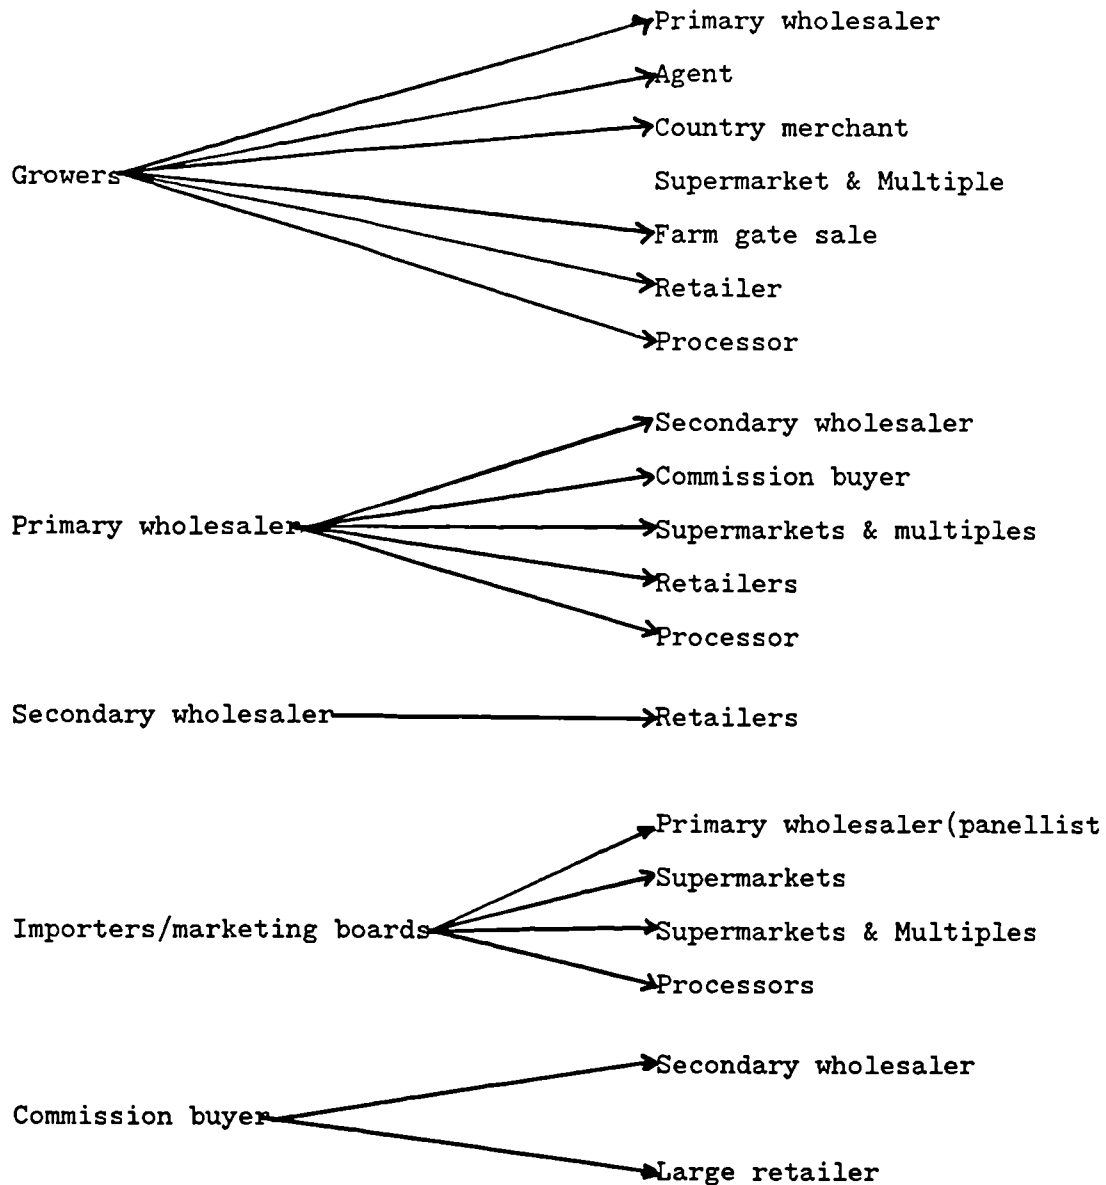 Primary wholesaler
Agent
Country merchant
Growers
Supermarket & Multiple
Farm gate sale
Retailer
Processor
Secondary wholesaler
Commission buyer
Primary wholesaler
Supermarkets & multiples
Retailers
Processor
Secondary wholesaler
Retailers
Primary wholesaler(panellist
Supermarkets
Importers/marketing boards
Supermarkets & Multiples
Processors
Secondary wholesaler
Commission buyer
Large retailer